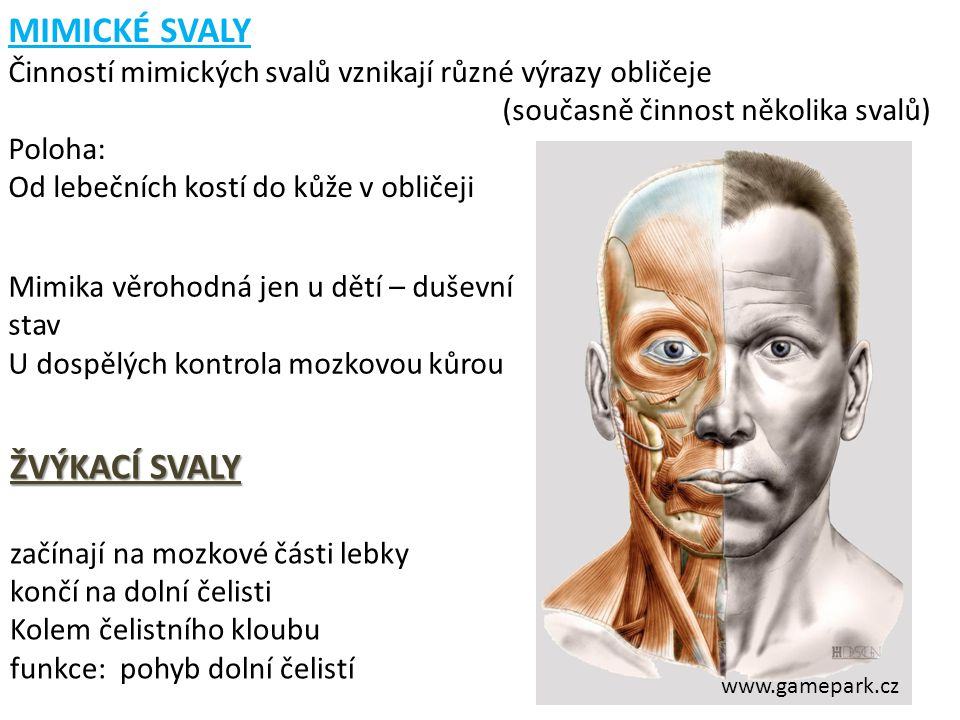 MIMICKÉ SVALY
Činností mimických svalů vznikají různé výrazy obličeje
(současně činnost několika svalů)
Poloha:
Od lebečních kostí do kůže v obličeji
Mimika věrohodná jen u dětí – duševní
stav
U dospělých kontrola mozkovou kůrou
ŽVÝKACÍ SVALY
začínají na mozkové části lebky
končí na dolní čelisti
Kolem čelistního kloubu
funkce: pohyb dolní čelistí
www.gamepark.cz